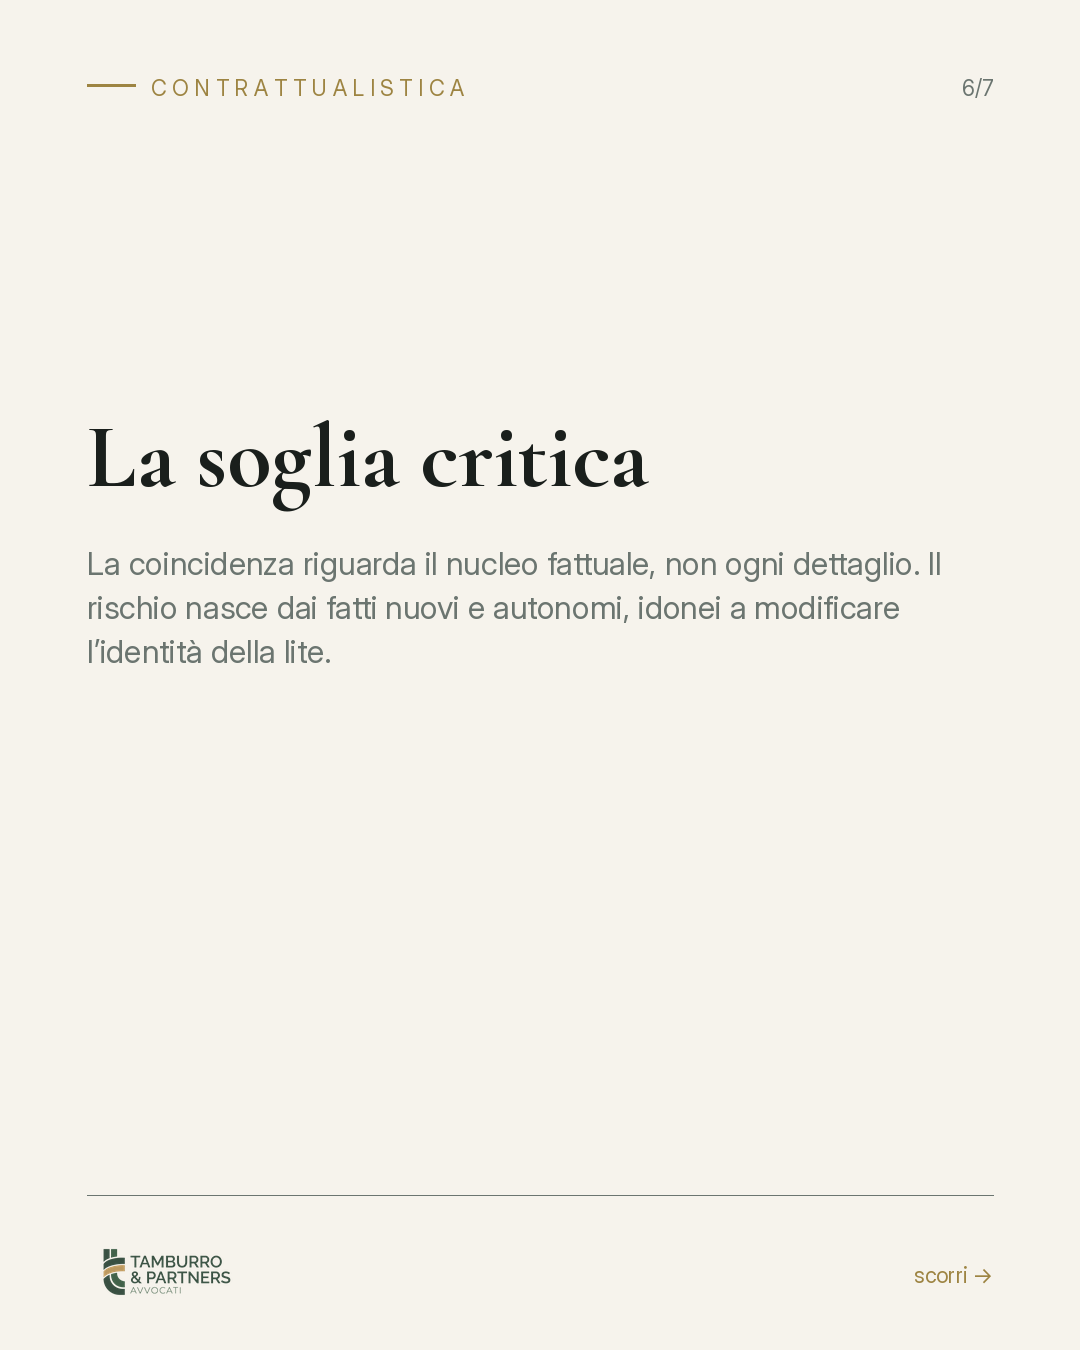 CONTRATTUALISTICA
6/7
La soglia critica
La coincidenza riguarda il nucleo fattuale, non ogni dettaglio. Il
rischio nasce dai fatti nuovi e autonomi, idonei a modificare
l’identità della lite.
TAMBURRO
& PARTNERS
AVVOCATI
scorri →